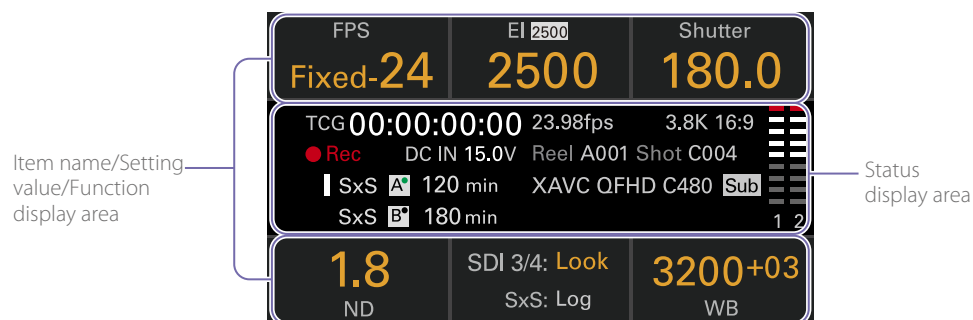 FPS
EI 2500
Shutter
Fixed-24
2500
180.0
TCG 00:00:00:00 23.98fps 3.8K 16:9
Rec DC IN 15.0V Reel A001 Shot C004
SxS A 120 min XAVC QFHD C480 Sub
SxS B 180 min
1 2
1.8
ND
SDI 3/4: Look
SxS: Log
3200+03
WB
Item name/Setting
value/Function
display area
Status
display area